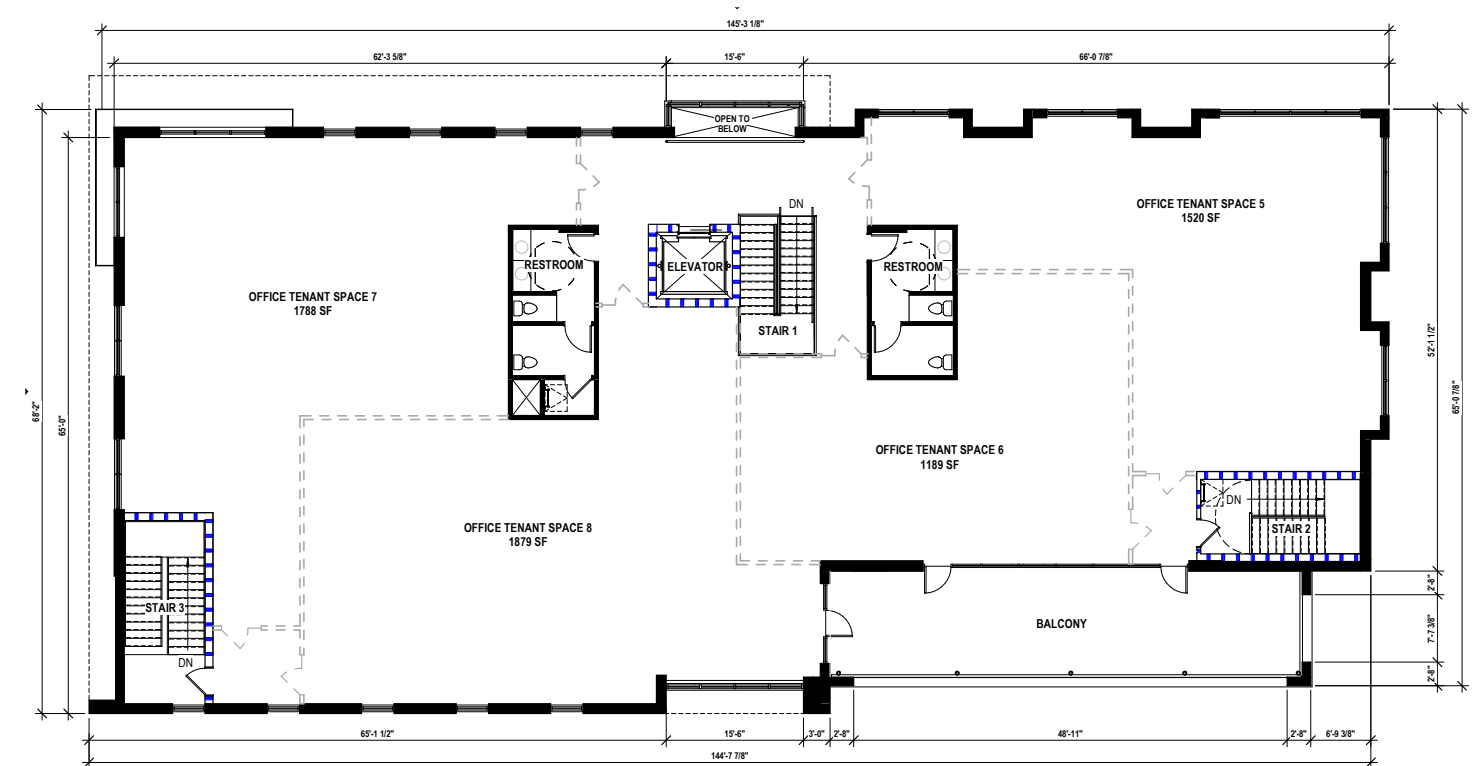 145'-3 1/8"
62'-3 5/8"
15'-6"
66'-0 7/8"
OPEN TO
BELOW
DN
OFFICE TENANT SPACE 5
1520 SF
RESTROOM
ELEVATOR
RESTROOM
OFFICE TENANT SPACE 7
1788 SF
STAIR 1
52'-1 1/2"
68'-2"
65'-0"
65'-0 7/8"
OFFICE TENANT SPACE 6
1189 SF
DN
OFFICE TENANT SPACE 8
1879 SF
STAIR 2
STAIR 3
2'-8"
BALCONY
7'-7 3/8"
DN
2'-8"
65'-1 1/2"
15'-6"
3'-0"
2'-8"
48'-11"
2'-8"
6'-9 3/8"
144'-7 7/8"